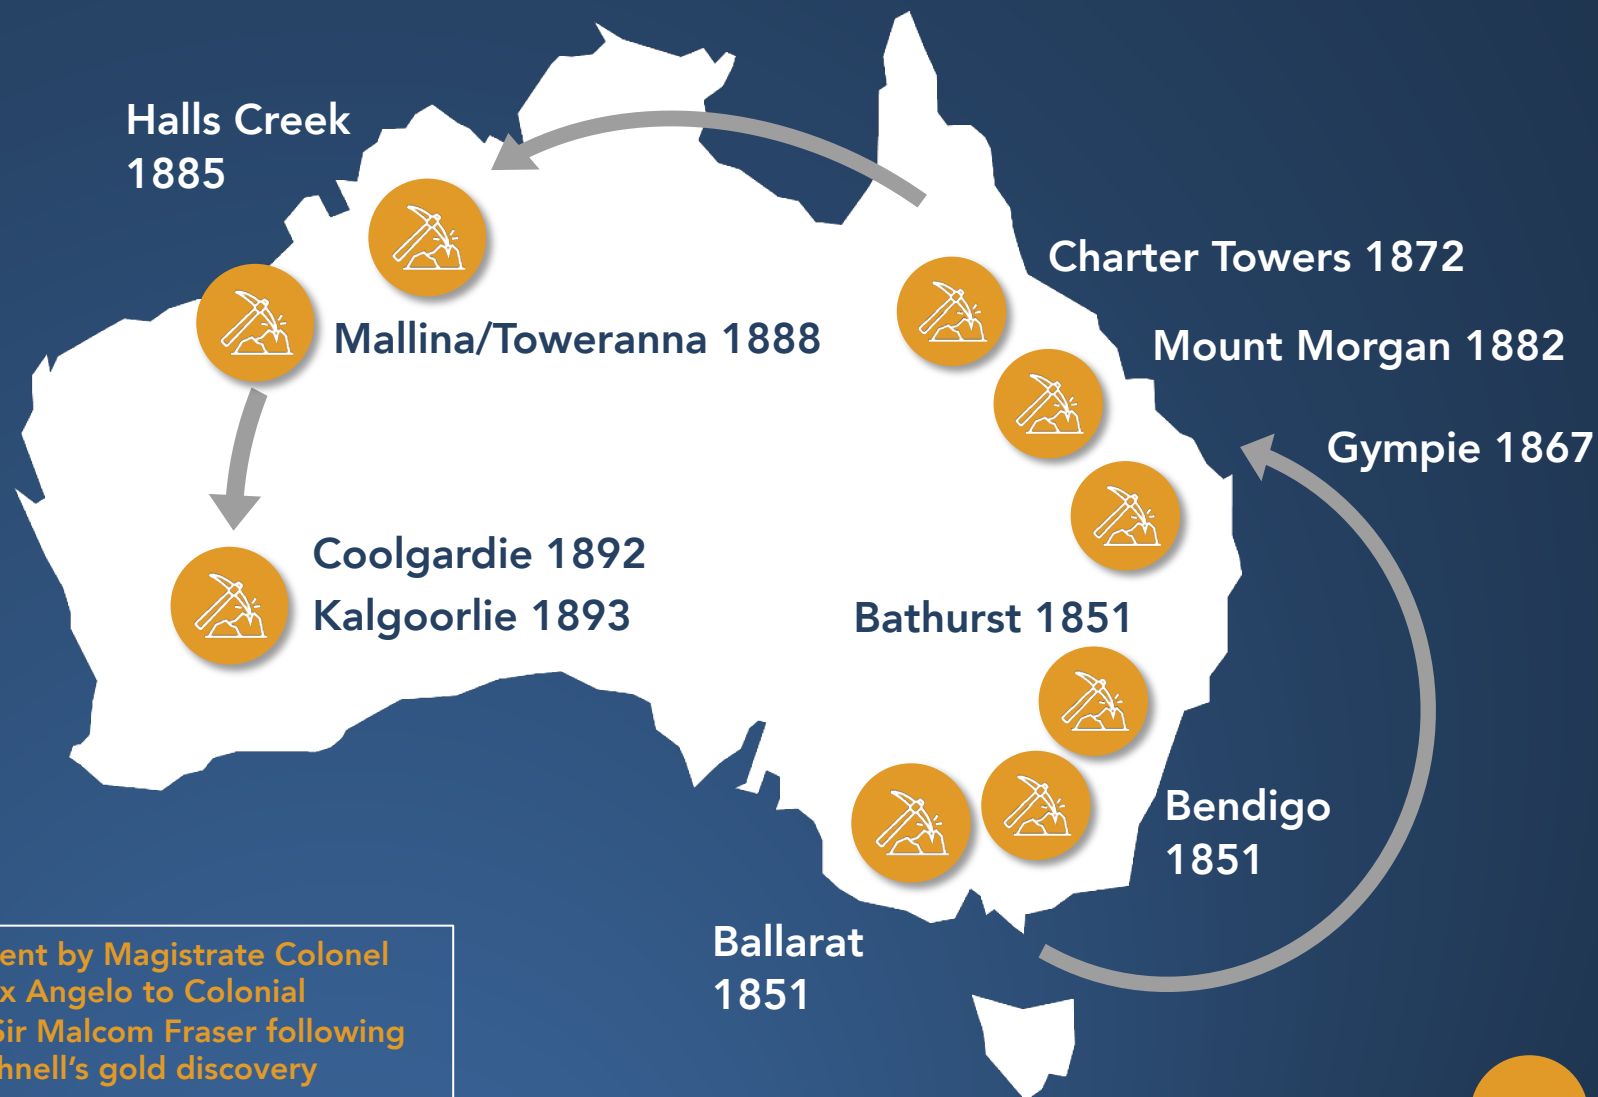 Halls Creek
1885
Charter Towers 1872
Mallina/Toweranna 1888
Mount Morgan 1882
Gympie 1867
Coolgardie 1892
Kalgoorlie 1893
Bathurst 1851
Bendigo
1851
Ballarat
1851
ent by Magistrate Colonel
x Angelo to Colonial
Sir Malcom Fraser following
hnell's gold discovery